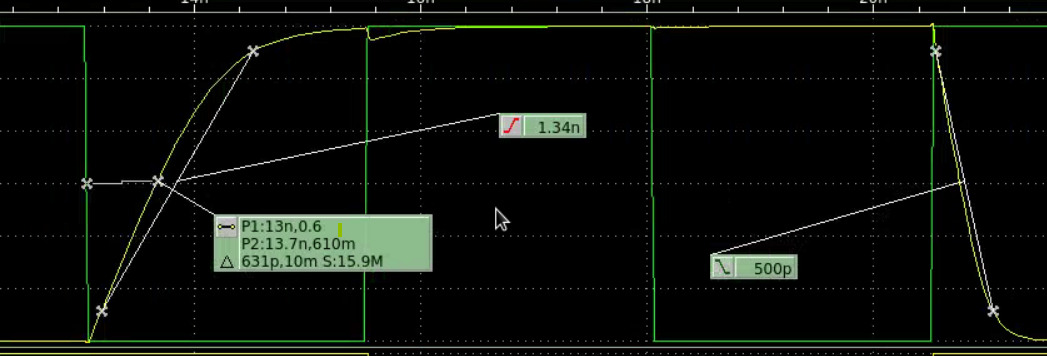 1.34n
P1:13n,0.6
P2:13.7n,610m
△ 631p,10m S:15.9M
500p